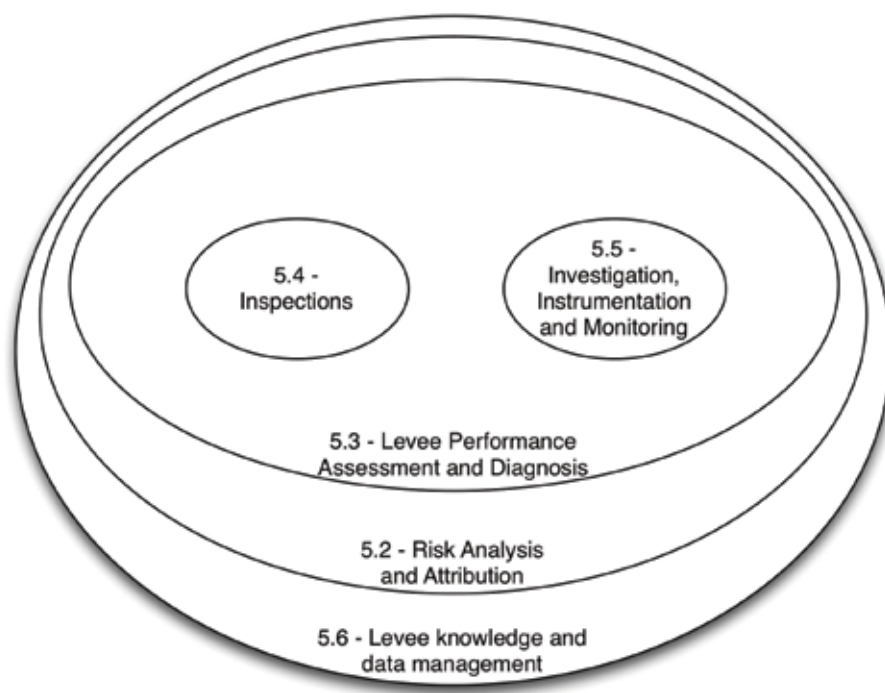 5.4 -
Inspections
5.5 -
Investigation,
Instrumentation
and Monitoring
5.3 - Levee Performance
Assessment and Diagnosis
5.2 - Risk Analysis
and Attribution
5.6 - Levee knowledge and
data management